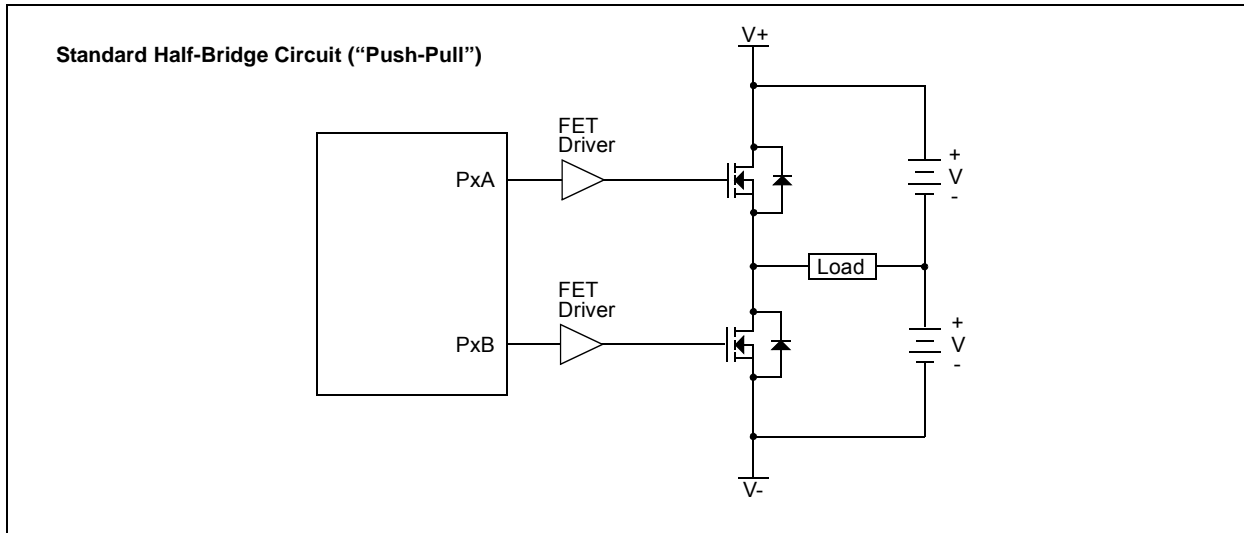 Standard Half-Bridge Circuit (“Push-Pull”)
V+
FET
Driver
PxA
+
V
-
Load
FET
Driver
PxB
+
V
-
V-